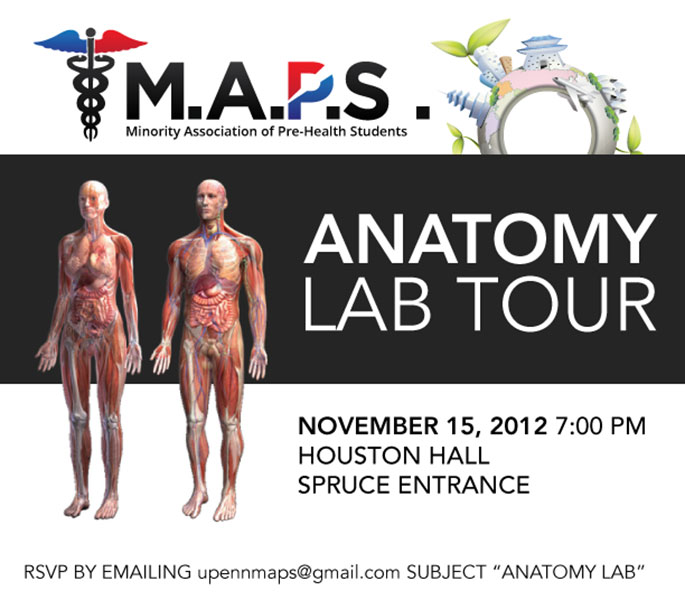 M.A.P.S.
Minority Association of Pre-Health Students
ANATOMY
LAB TOUR
NOVEMBER 15, 2012 7:00 PM
HOUSTON HALL
SPRUCE ENTRANCE
RSVP BY EMAILING upennmaps@gmail.com SUBJECT “ANATOMY LAB”